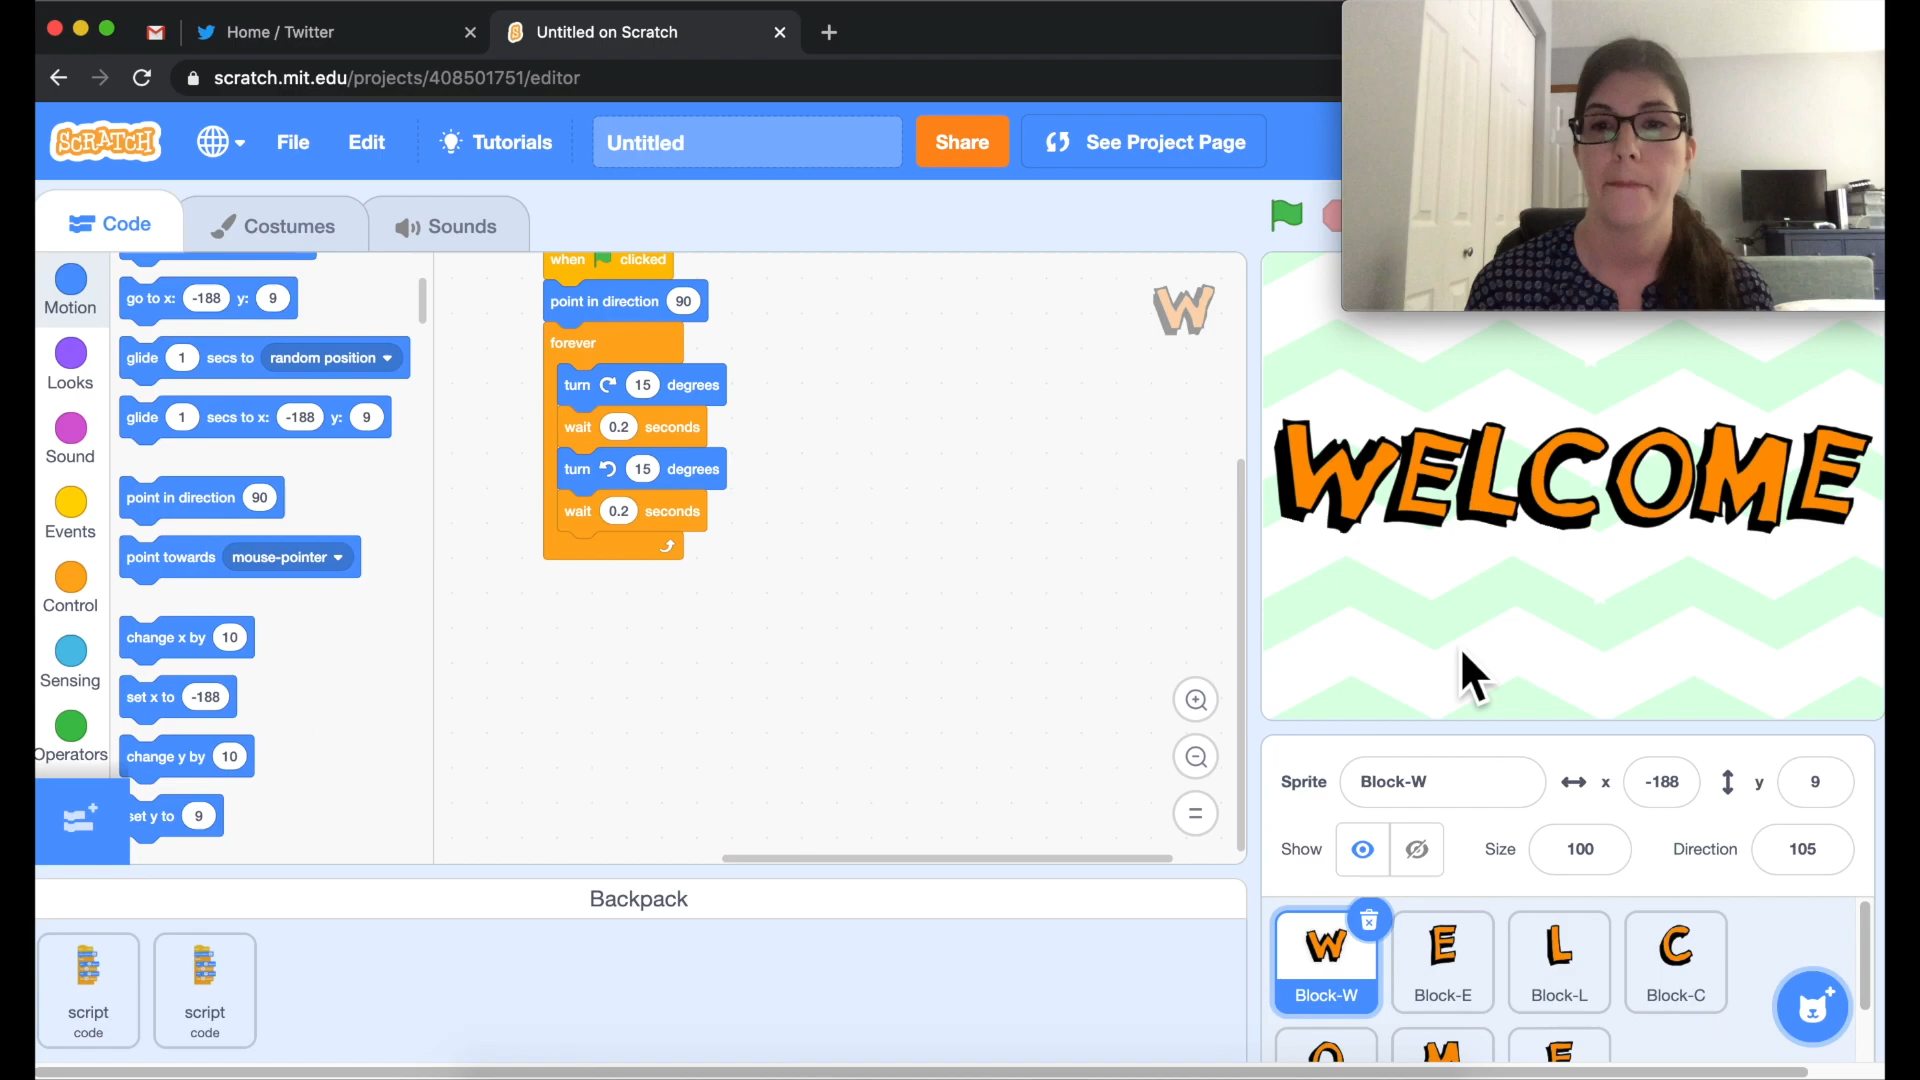 Home / Twitter
Untitled on Scratch
scratch.mit.edu/projects/408501751/editor
SCRATCH
File
Edit
Tutorials
Untitled
Share
See Project Page
Code
Costumes
Sounds
Motion
Looks
Sound
Events
Control
Sensing
Operators
go to x: -188 y: 9
glide 1 secs to random position
glide 1 secs to x: -188 y: 9
point in direction 90
point towards mouse-pointer
change x by 10
set x to -188
change y by 10
set y to 9
when clicked
point in direction 90
forever
turn 15 degrees
wait 0.2 seconds
turn 15 degrees
wait 0.2 seconds
W
WELCOME
Sprite Block-W x -188 y 9
Show Size 100 Direction 105
W
Block-W
E
Block-E
L
Block-L
C
Block-C
O
M
E
Backpack
script
code
script
code